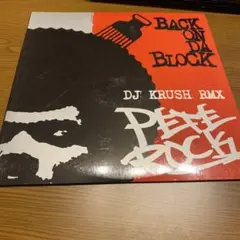 BACK
ON DA
BLOCK
DJ KRUSH RMX
PETE
ROCK